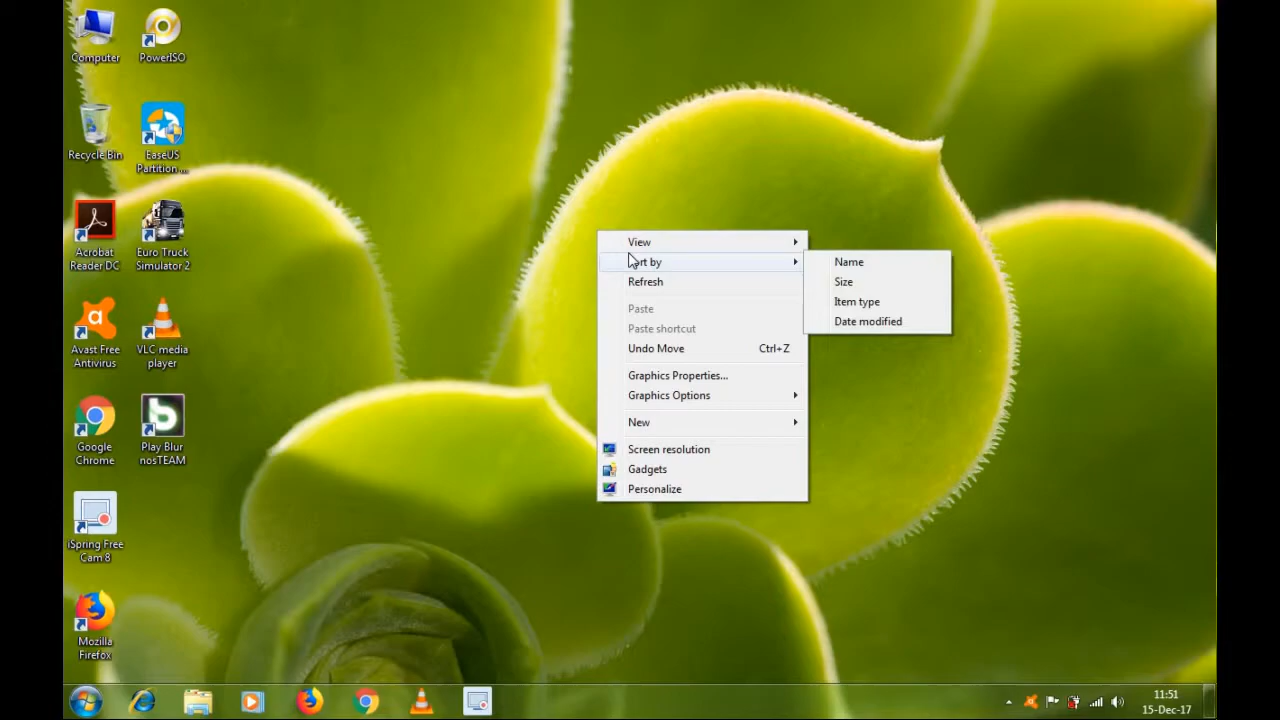 Computer
PowerISO
Recycle Bin
EaseUS
Partition....
Acrobat
Reader DC
Euro Truck
Simulator 2
Avast Free
Antivirus
VLC media
player
Google
Chrome
Play Blur
nosTEAM
iSpring Free
Cam 8
Mozilla
Firefox
View
ort by
Refresh
Paste
Paste shortcut
Undo Move Ctrl+Z
Graphics Properties...
Graphics Options
New
Screen resolution
Gadgets
Personalize
Name
Size
Item type
Date modified
11:51
15-Dec-17